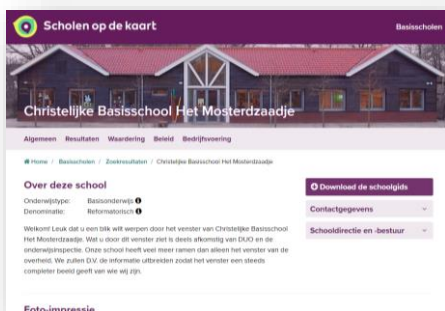 Scholen op de kaart
Basisscholen
Christelijke Basisschool Het Mosterdzaadje
Algemeen Resultaten Waardering Beleid Bedrijfsvoering
Home / Basisscholen / Zoekresultaten / Christelijke Basisschool Het Mosterdzaadje
Over deze school
Onderwijstype: Basisonderwijs
Denominatie: Reformatorisch
Welkom! Leuk dat u een blik wilt werpen door het venster van Christelijke Basisschool
Het Mosterdzaadje. Wat u door dit venster ziet is deels afkomstig van DUO en de
onderwijsinspectie. Onze school heeft veel meer ramen dan alleen het venster van de
overheid. We zullen D.V. de informatie uitbreiden zodat het venster een steeds
completer beeld geeft van wie wij zijn.
Download de schoolgids
Contactgegevens
Schooldirectie en -bestuur
Foto-impressie